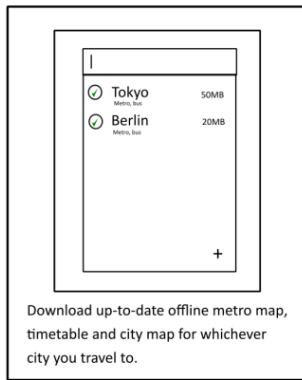 Tokyo 50MB
Metro, bus
Berlin 20MB
Metro, bus
+
Download up-to-date offline metro map,
timetable and city map for whichever
city you travel to.